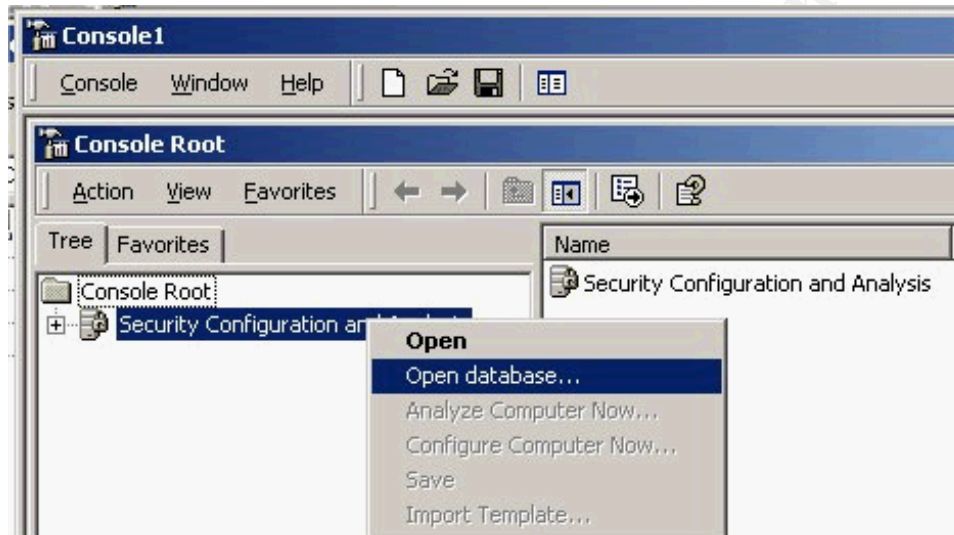 Console1
Console Window Help
Console Root
Action View Favorites
Tree Favorites
Name
Console Root
Security Configuration and Analysis
Security Configuration an
Open
Open database...
Analyze Computer Now...
Configure Computer Now...
Save
Import Template...